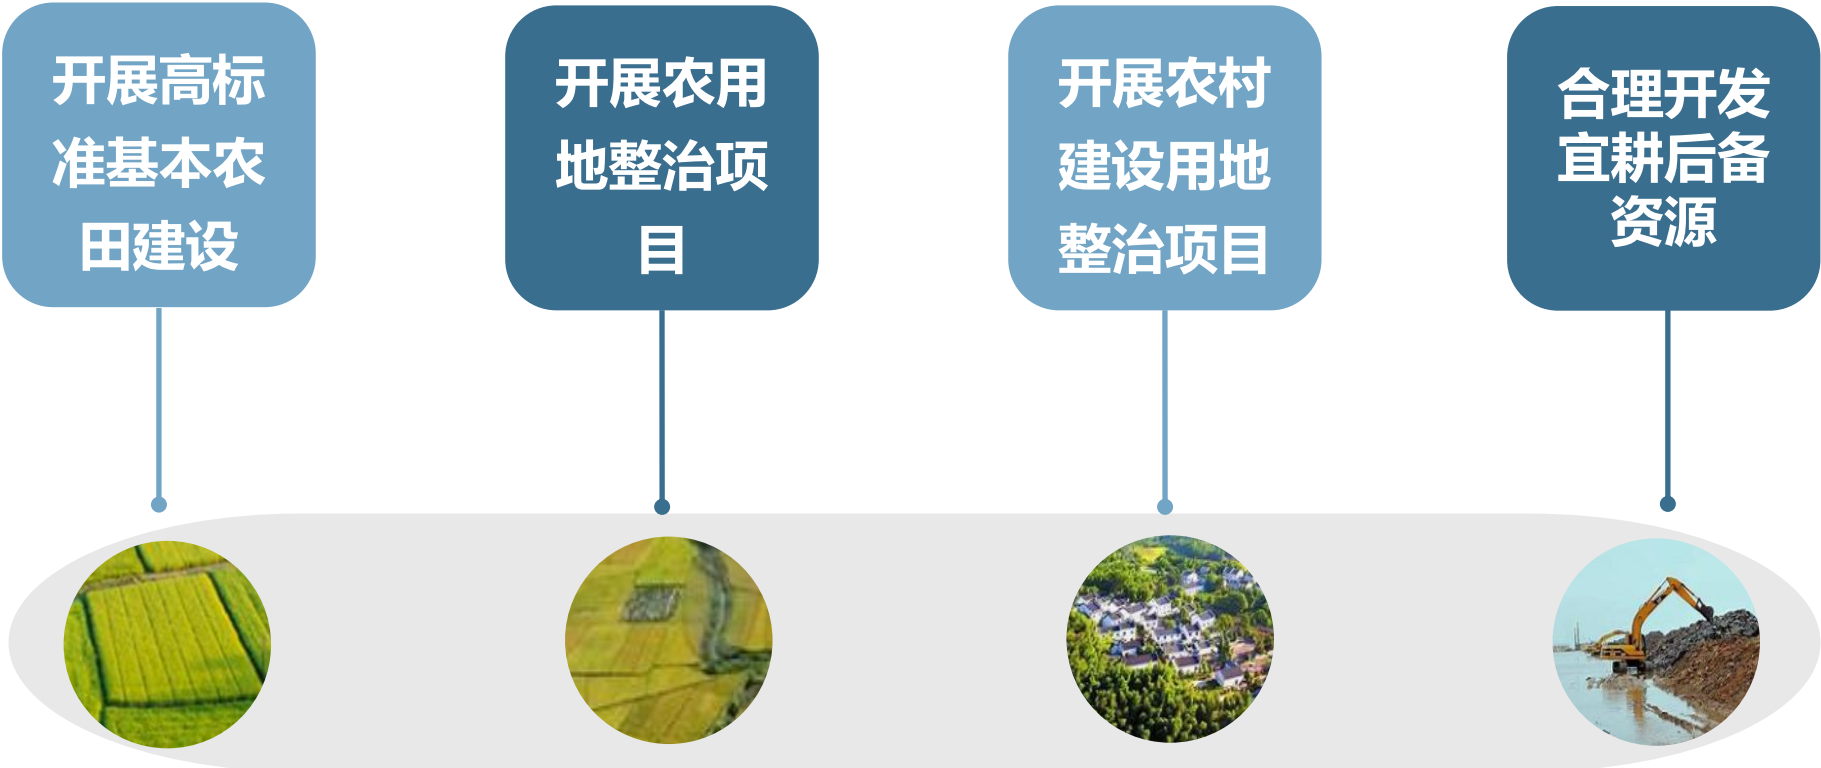 开展高标
准基本农
田建设
开展农用
地整治项
目
开展农村
建设用地
整治项目
合理开发
宜耕后备
资源